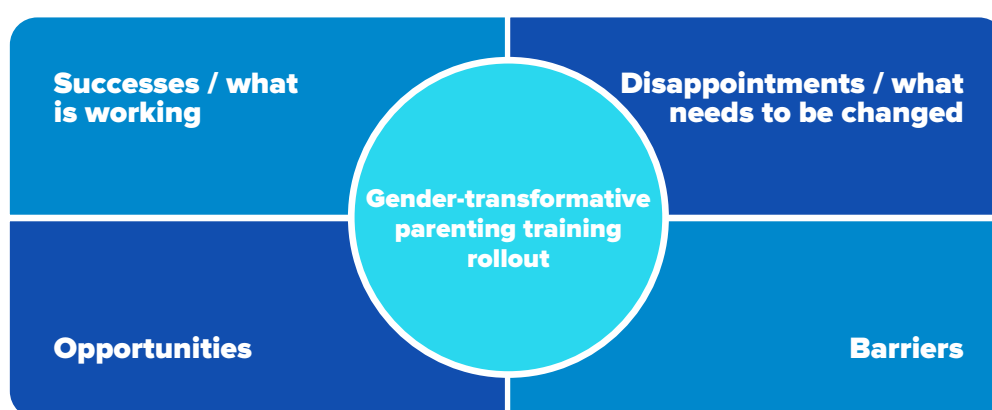 Successes / what
is working
Disappointments / what
needs to be changed
Gender-transformative
parenting training
rollout
Opportunities
Barriers